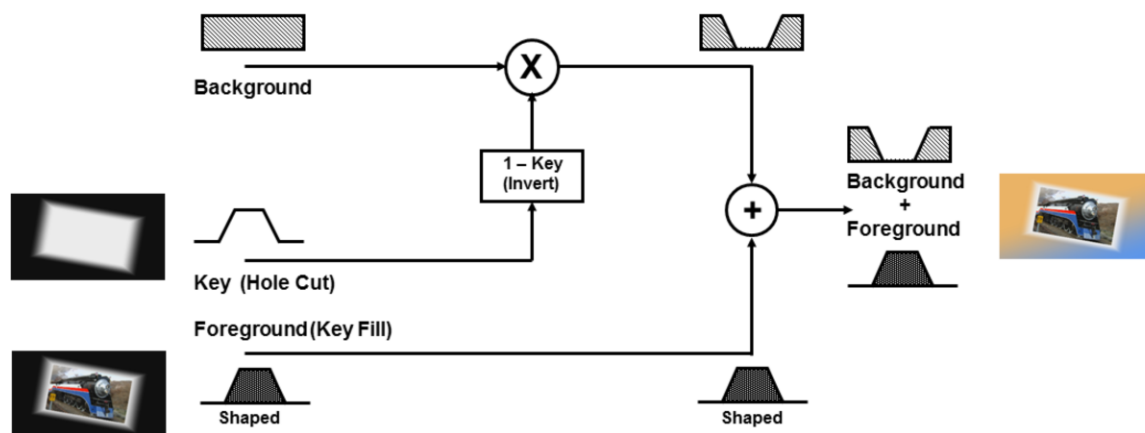 X
Background
1 – Key
(Invert)
Background
+
Foreground
+
Key (Hole Cut)
Foreground (Key Fill)
Shaped
Shaped